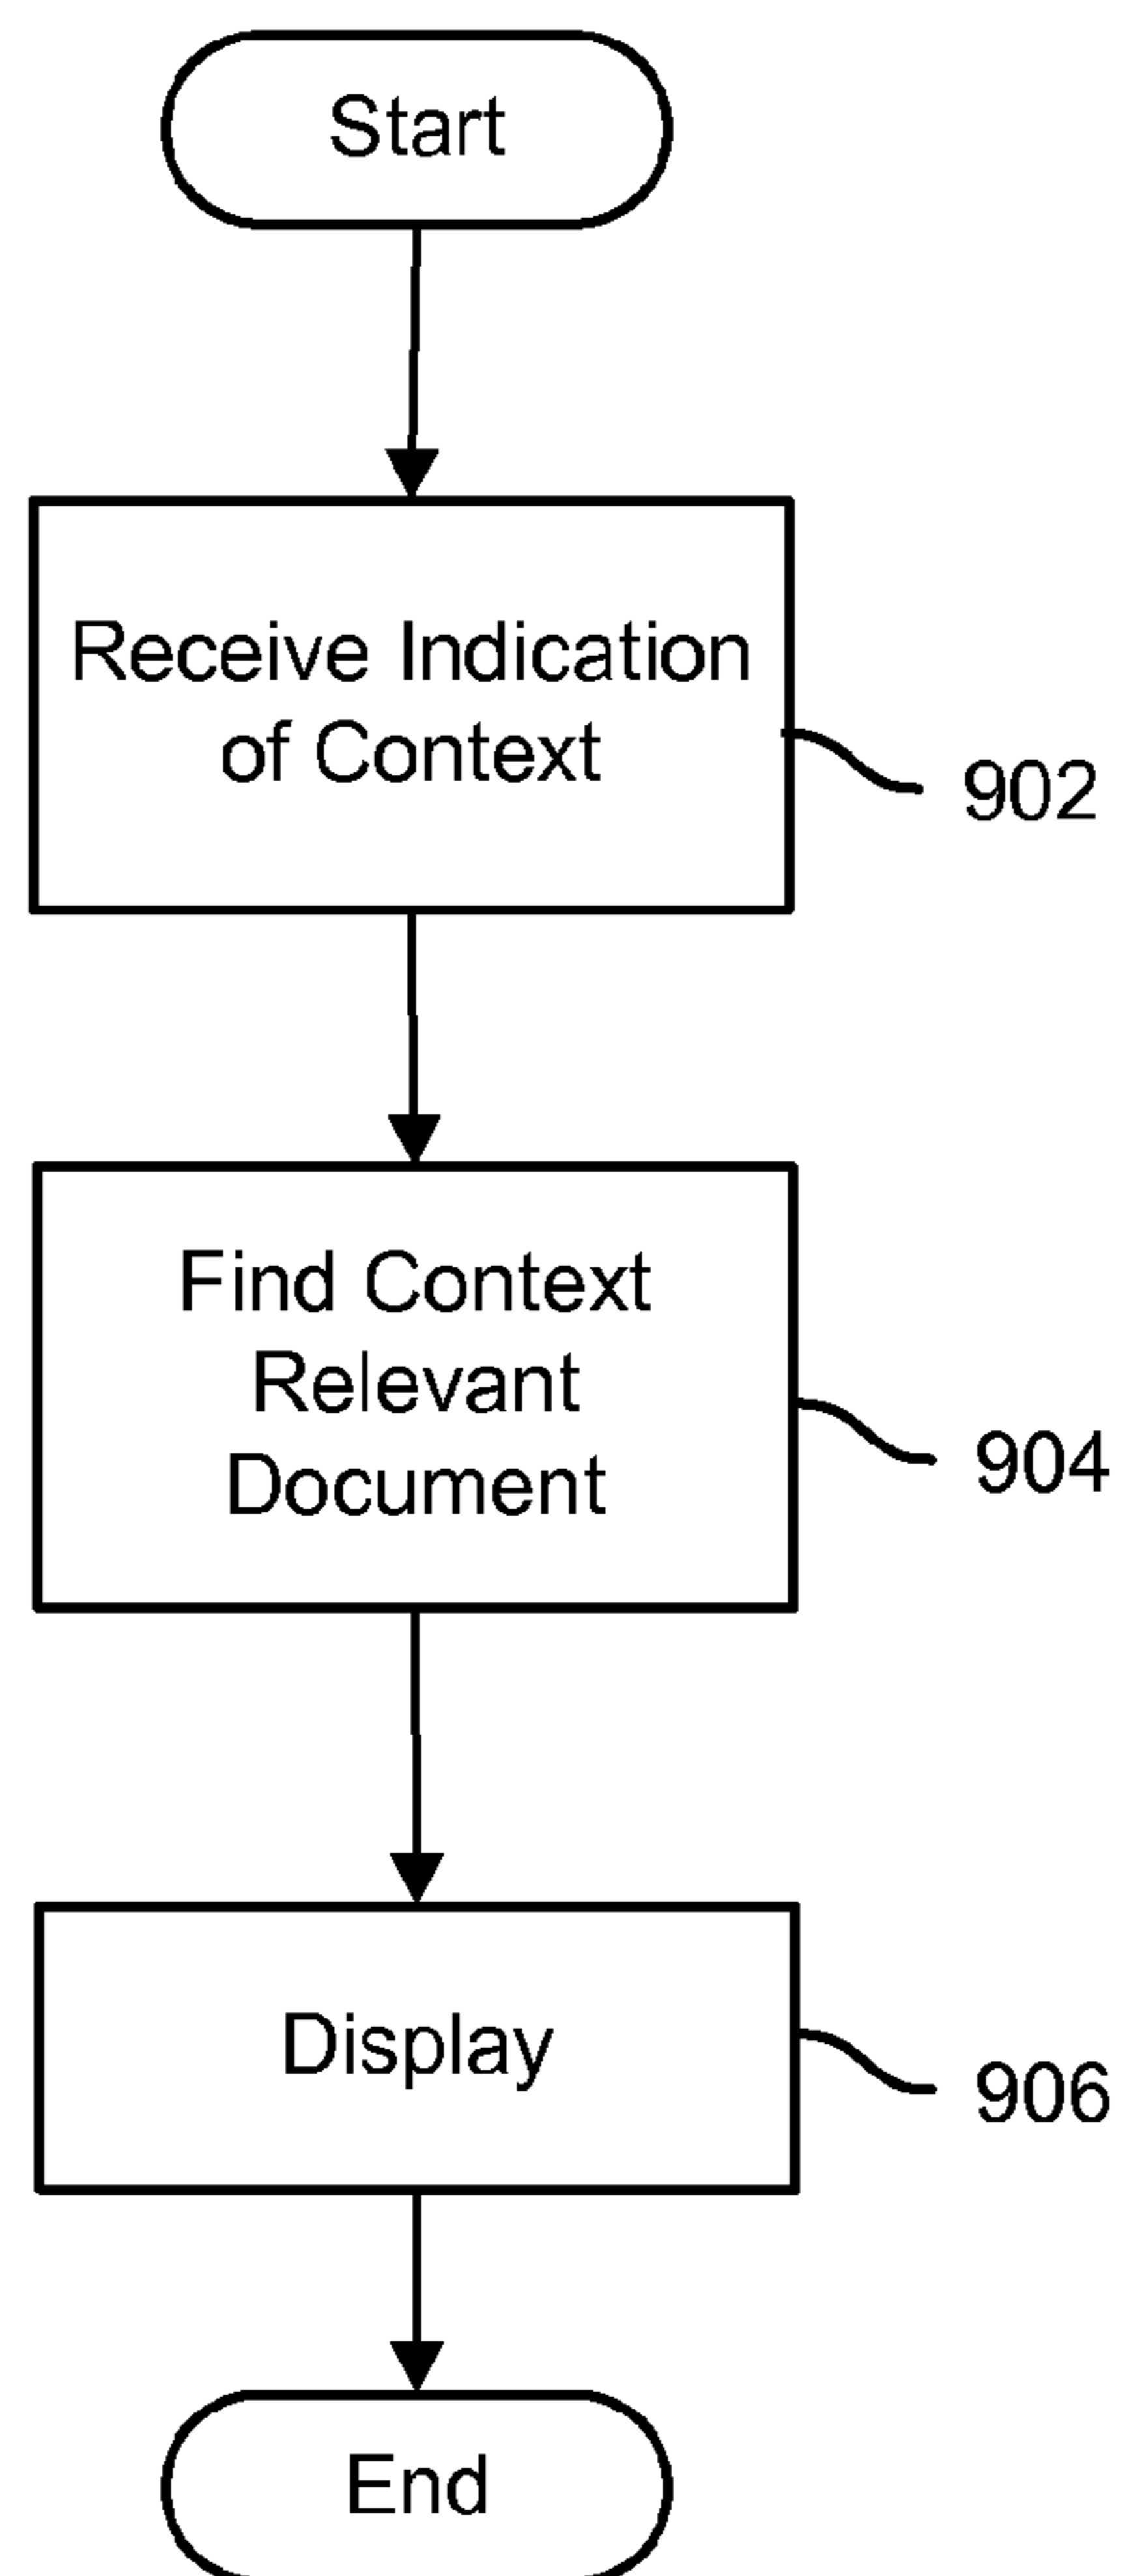 Start
Receive Indication
of Context
902
Find Context
Relevant
Document
904
Display
906
End